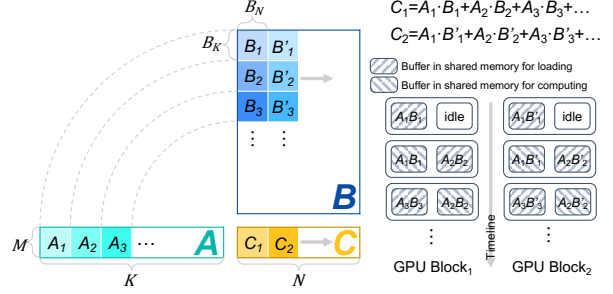 B_N
B_K
B₁ B'₁
B₂ B'₂
B₃ B'₃
⋮ ⋮
B
M
A₁ A₂ A₃ ⋯ A
K
C₁ C₂ C
N
C₁=A₁·B₁+A₂·B₂+A₃·B₃+…
C₂=A₁·B'₁+A₂·B'₂+A₃·B'₃+…
Buffer in shared memory for loading
Buffer in shared memory for computing
A₁B₁ idle
A₁B₁ A₂B₂
A₃B₃ A₂B₂
⋮
GPU Block₁
Timeline
A₁B'₁ idle
A₁B'₁ A₂B'₂
A₃B'₃ A₂B'₂
⋮
GPU Block₂